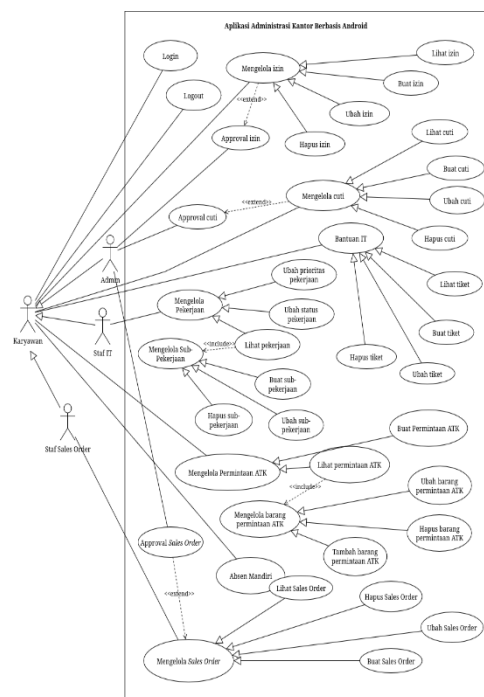 Aplikasi Administrasi Kantor Berbasis Android
Login
Logout
Mengelola izin
Lihat izin
Buat izin
Ubah izin
Hapus izin
<<extend>>
Approval izin
Lihat cuti
Buat cuti
Ubah cuti
Hapus cuti
Mengelola cuti
<<extend>>
Approval cuti
Admin
Bantuan IT
Lihat tiket
Buat tiket
Ubah tiket
Hapus tiket
Karyawan
Staf IT
Mengelola
Pekerjaan
Ubah prioritas
pekerjaan
Ubah status
pekerjaan
Lihat pekerjaan
<<include>>
Mengelola Sub-
Pekerjaan
Buat sub-
pekerjaan
Ubah sub-
pekerjaan
Hapus sub-
pekerjaan
Staf Sales Order
Mengelola Permintaan ATK
Buat Permintaan ATK
Lihat permintaan ATK
<<include>>
Mengelola barang
permintaan ATK
Ubah barang
permintaan ATK
Hapus barang
permintaan ATK
Tambah barang
permintaan ATK
Approval Sales Order
Absen Mandiri
Lihat Sales Order
<<extend>>
Hapus Sales Order
Ubah Sales Order
Buat Sales Order
Mengelola Sales Order